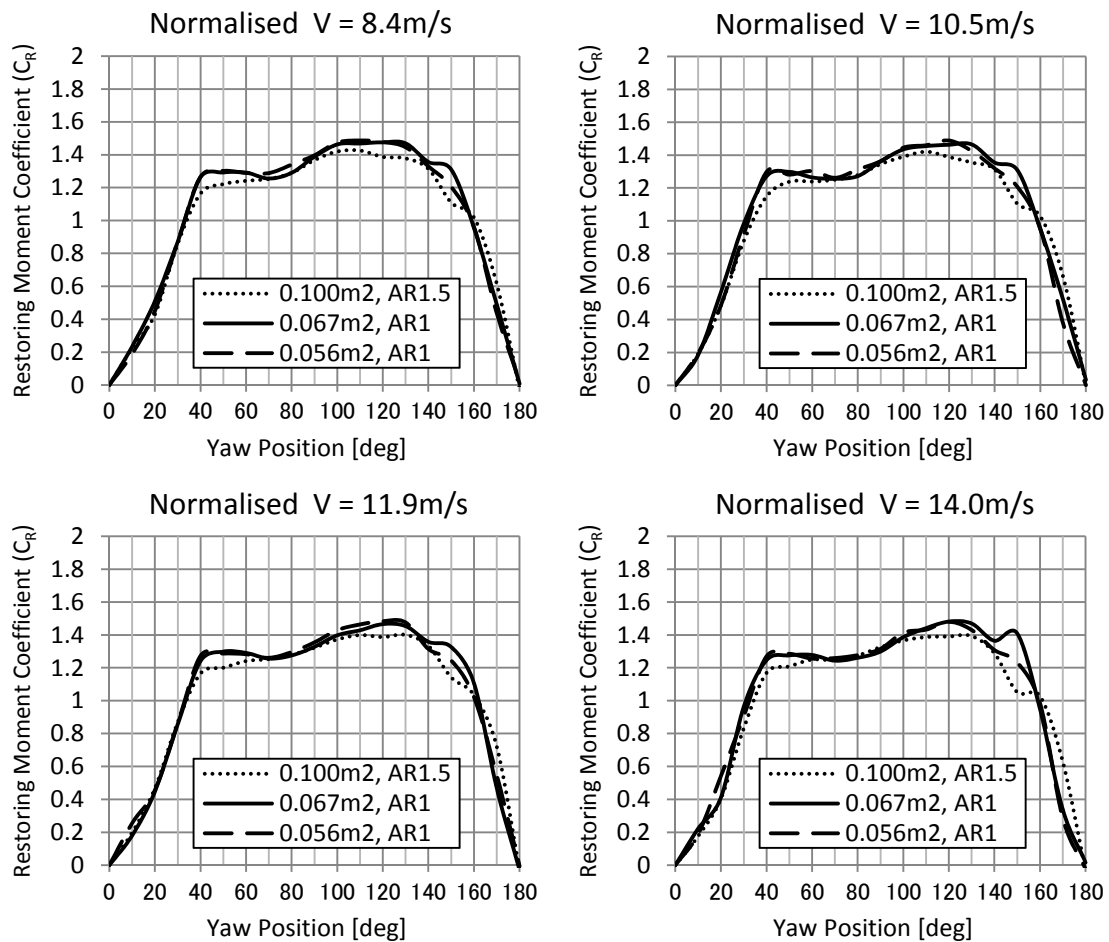 Normalised V = 8.4m/s
Restoring Moment Coefficient (CR)
2
1.8
1.6
1.4
1.2
1
0.8
0.6
0.4
0.2
0
0.100m2, AR1.5
0.067m2, AR1
0.056m2, AR1
0 20 40 60 80 100 120 140 160 180
Yaw Position [deg]
Normalised V = 10.5m/s
Restoring Moment Coefficient (CR)
2
1.8
1.6
1.4
1.2
1
0.8
0.6
0.4
0.2
0
0.100m2, AR1.5
0.067m2, AR1
0.056m2, AR1
0 20 40 60 80 100 120 140 160 180
Yaw Position [deg]
Normalised V = 11.9m/s
Restoring Moment Coefficient (CR)
2
1.8
1.6
1.4
1.2
1
0.8
0.6
0.4
0.2
0
0.100m2, AR1.5
0.067m2, AR1
0.056m2, AR1
0 20 40 60 80 100 120 140 160 180
Yaw Position [deg]
Normalised V = 14.0m/s
Restoring Moment Coefficient (CR)
2
1.8
1.6
1.4
1.2
1
0.8
0.6
0.4
0.2
0
0.100m2, AR1.5
0.067m2, AR1
0.056m2, AR1
0 20 40 60 80 100 120 140 160 180
Yaw Position [deg]